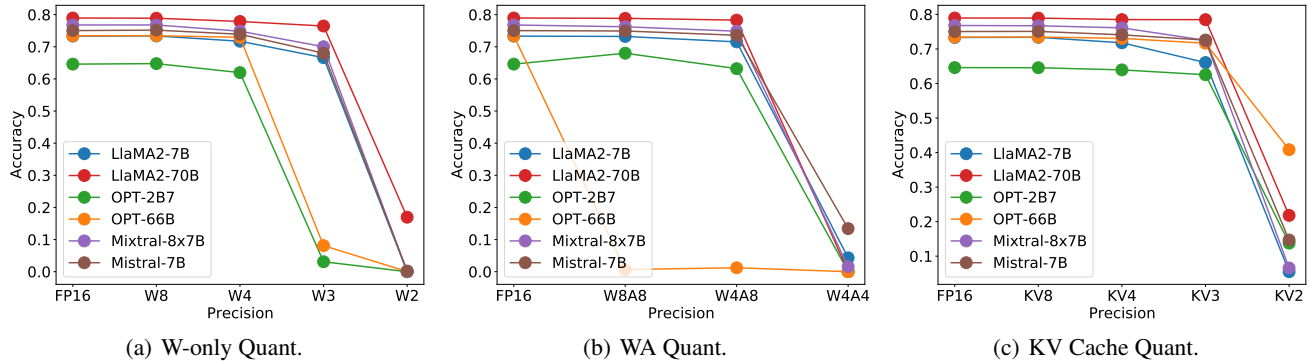 0.8
0.7
0.6
0.5
0.4
0.3
0.2
0.1
0.0
Accuracy
LlaMA2-7B
LlaMA2-70B
OPT-2B7
OPT-66B
Mixtral-8x7B
Mistral-7B
FP16 W8 W4 W3 W2
Precision
(a) W-only Quant.
0.8
0.7
0.6
0.5
0.4
0.3
0.2
0.1
0.0
Accuracy
LlaMA2-7B
LlaMA2-70B
OPT-2B7
OPT-66B
Mixtral-8x7B
Mistral-7B
FP16 W8A8 W4A8 W4A4
Precision
(b) WA Quant.
0.8
0.7
0.6
0.5
0.4
0.3
0.2
0.1
Accuracy
LlaMA2-7B
LlaMA2-70B
OPT-2B7
OPT-66B
Mixtral-8x7B
Mistral-7B
FP16 KV8 KV4 KV3 KV2
Precision
(c) KV Cache Quant.